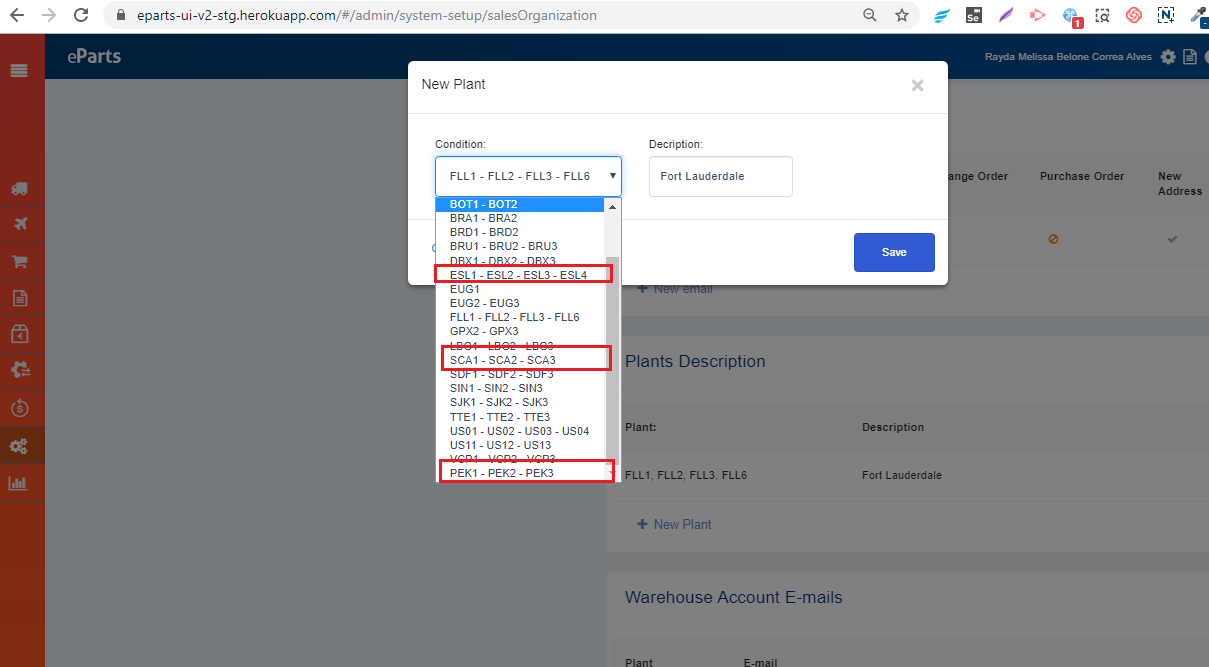 eparts-ui-v2-stg.herokuapp.com/#/admin/system-setup/salesOrganization
Se
1
N
eParts
Rayda Melissa Belone Correa Alves
New Plant
×
Condition:
Decription:
FLL1 - FLL2 - FLL3 - FLL6
Fort Lauderdale
BOT1 - BOT2
BRA1 - BRA2
BRD1 - BRD2
BRU1 - BRU2 - BRU3
DBX1 - DBX2 - DBX3
ESL1 - ESL2 - ESL3 - ESL4
EUG1
EUG2 - EUG3
FLL1 - FLL2 - FLL3 - FLL6
GPX2 - GPX3
LBG1 - LBG2 - LBG3
SCA1 - SCA2 - SCA3
SDF1 - SDF2 - SDF3
SIN1 - SIN2 - SIN3
SJK1 - SJK2 - SJK3
TTE1 - TTE2 - TTE3
US01 - US02 - US03 - US04
US11 - US12 - US13
VCP1 - VCP2 - VCP3
PEK1 - PEK2 - PEK3
Save
ange Order
Purchase Order
New
Address
+ New email
Plants Description
Plant:
Description
FLL1, FLL2, FLL3, FLL6
Fort Lauderdale
+ New Plant
Warehouse Account E-mails
Plant
E-mail